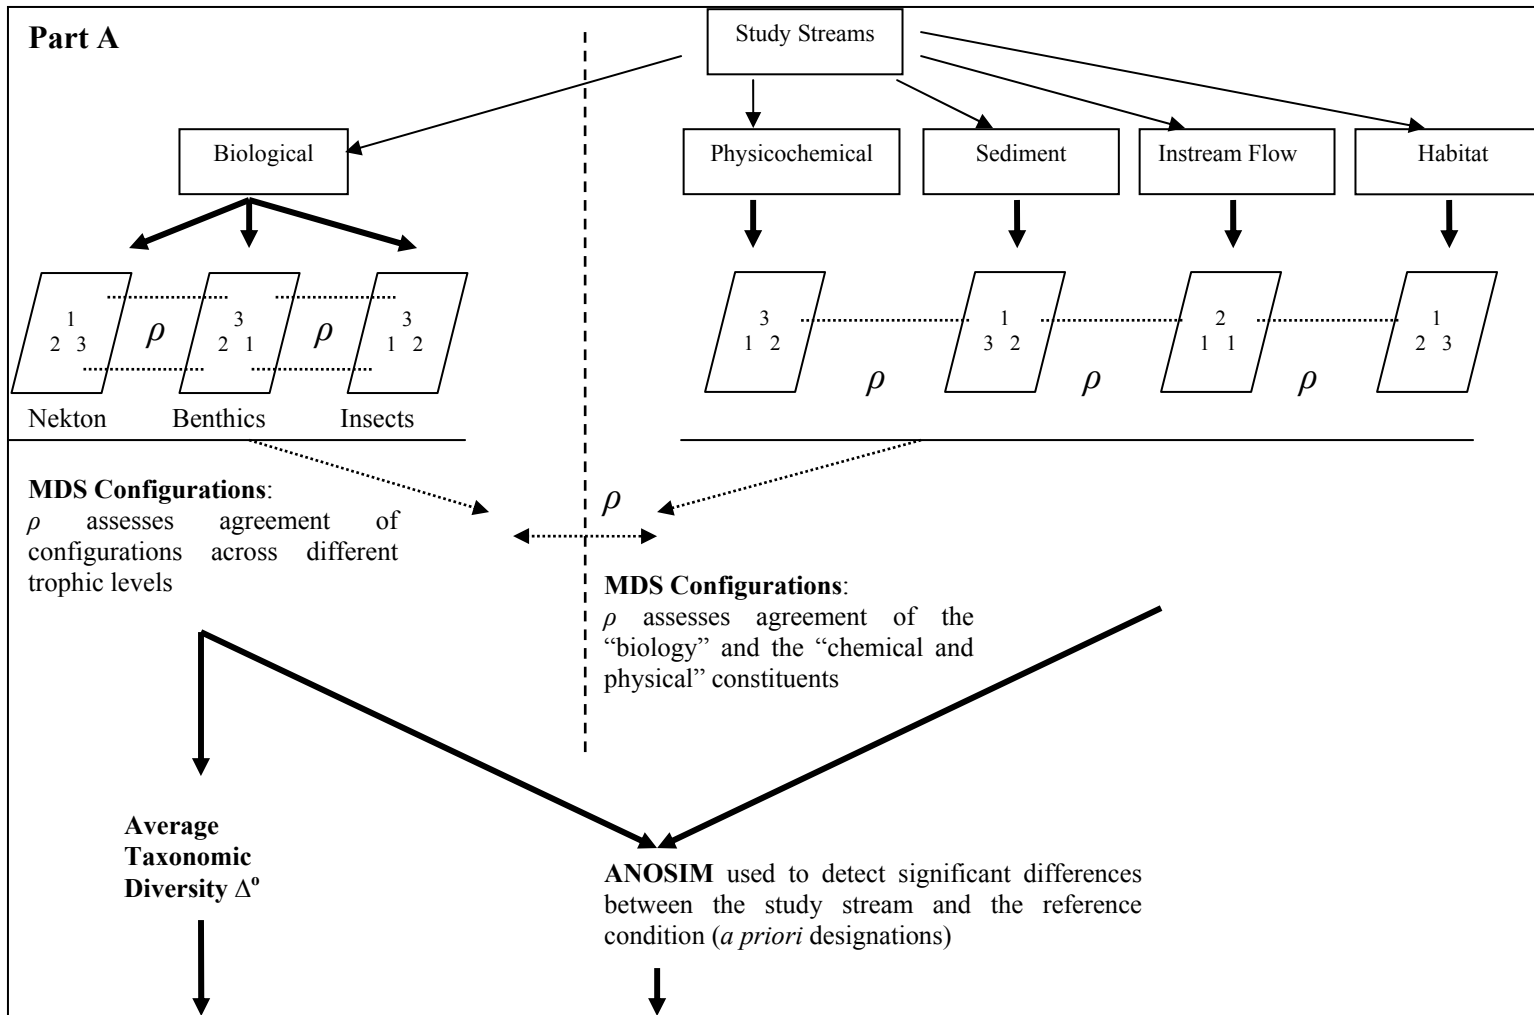 Part A
Study Streams
Biological
Physicochemical
Sediment
Instream Flow
Habitat
1
2 3
ρ
3
2 1
ρ
3
1 2
3
1 2
ρ
1
3 2
ρ
2
1 1
ρ
1
2 3
Nekton
Benthics
Insects
MDS Configurations:
ρ assesses agreement of
configurations across different
trophic levels
ρ
MDS Configurations:
ρ assesses agreement of the
“biology” and the “chemical and
physical” constituents
Average
Taxonomic
Diversity Δº
ANOSIM used to detect significant differences
between the study stream and the reference
condition (a priori designations)